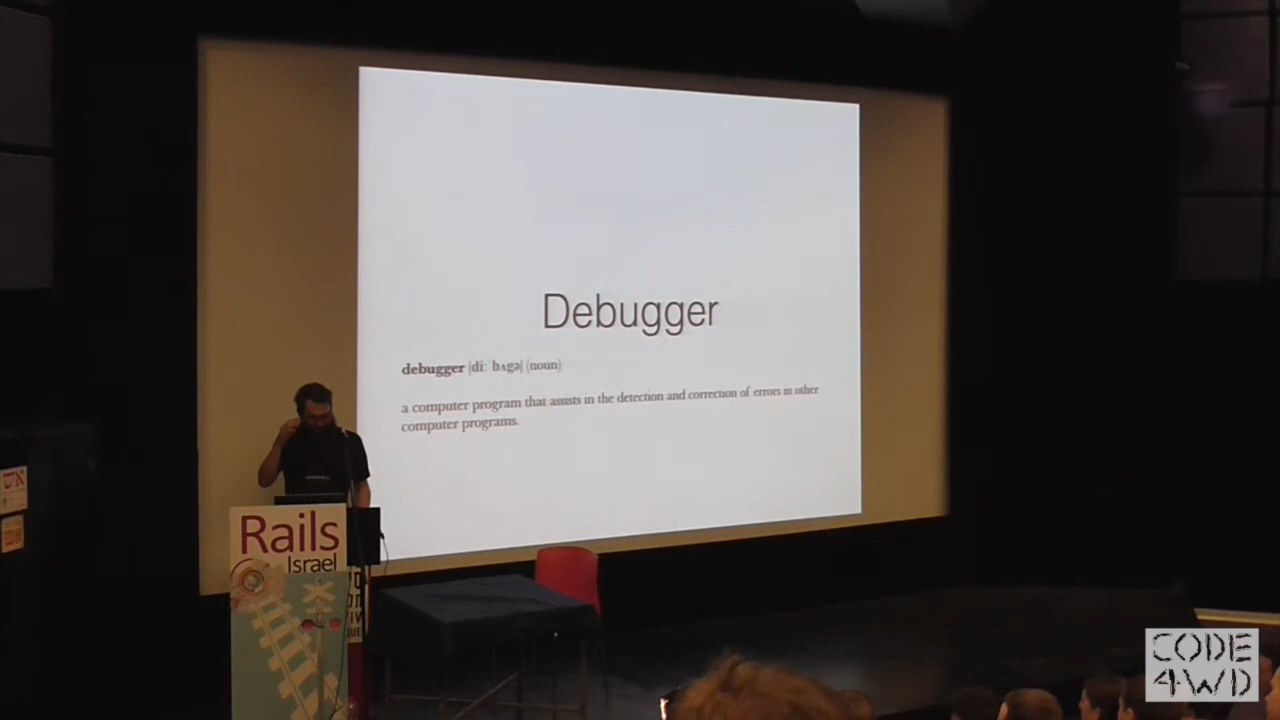 Debugger
debugger |diːˈbʌgə| (noun)
a computer program that assists in the detection and correction of errors in other
computer programs.
Rails
Israel
CODE
4WD